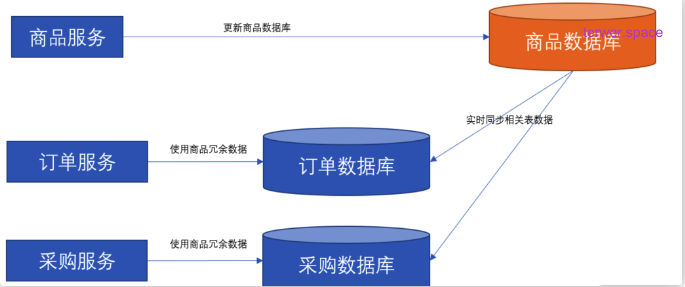 商品服务
更新商品数据库
商品数据库
实时同步相关表数据
订单服务
使用商品冗余数据
订单数据库
采购服务
使用商品冗余数据
采购数据库